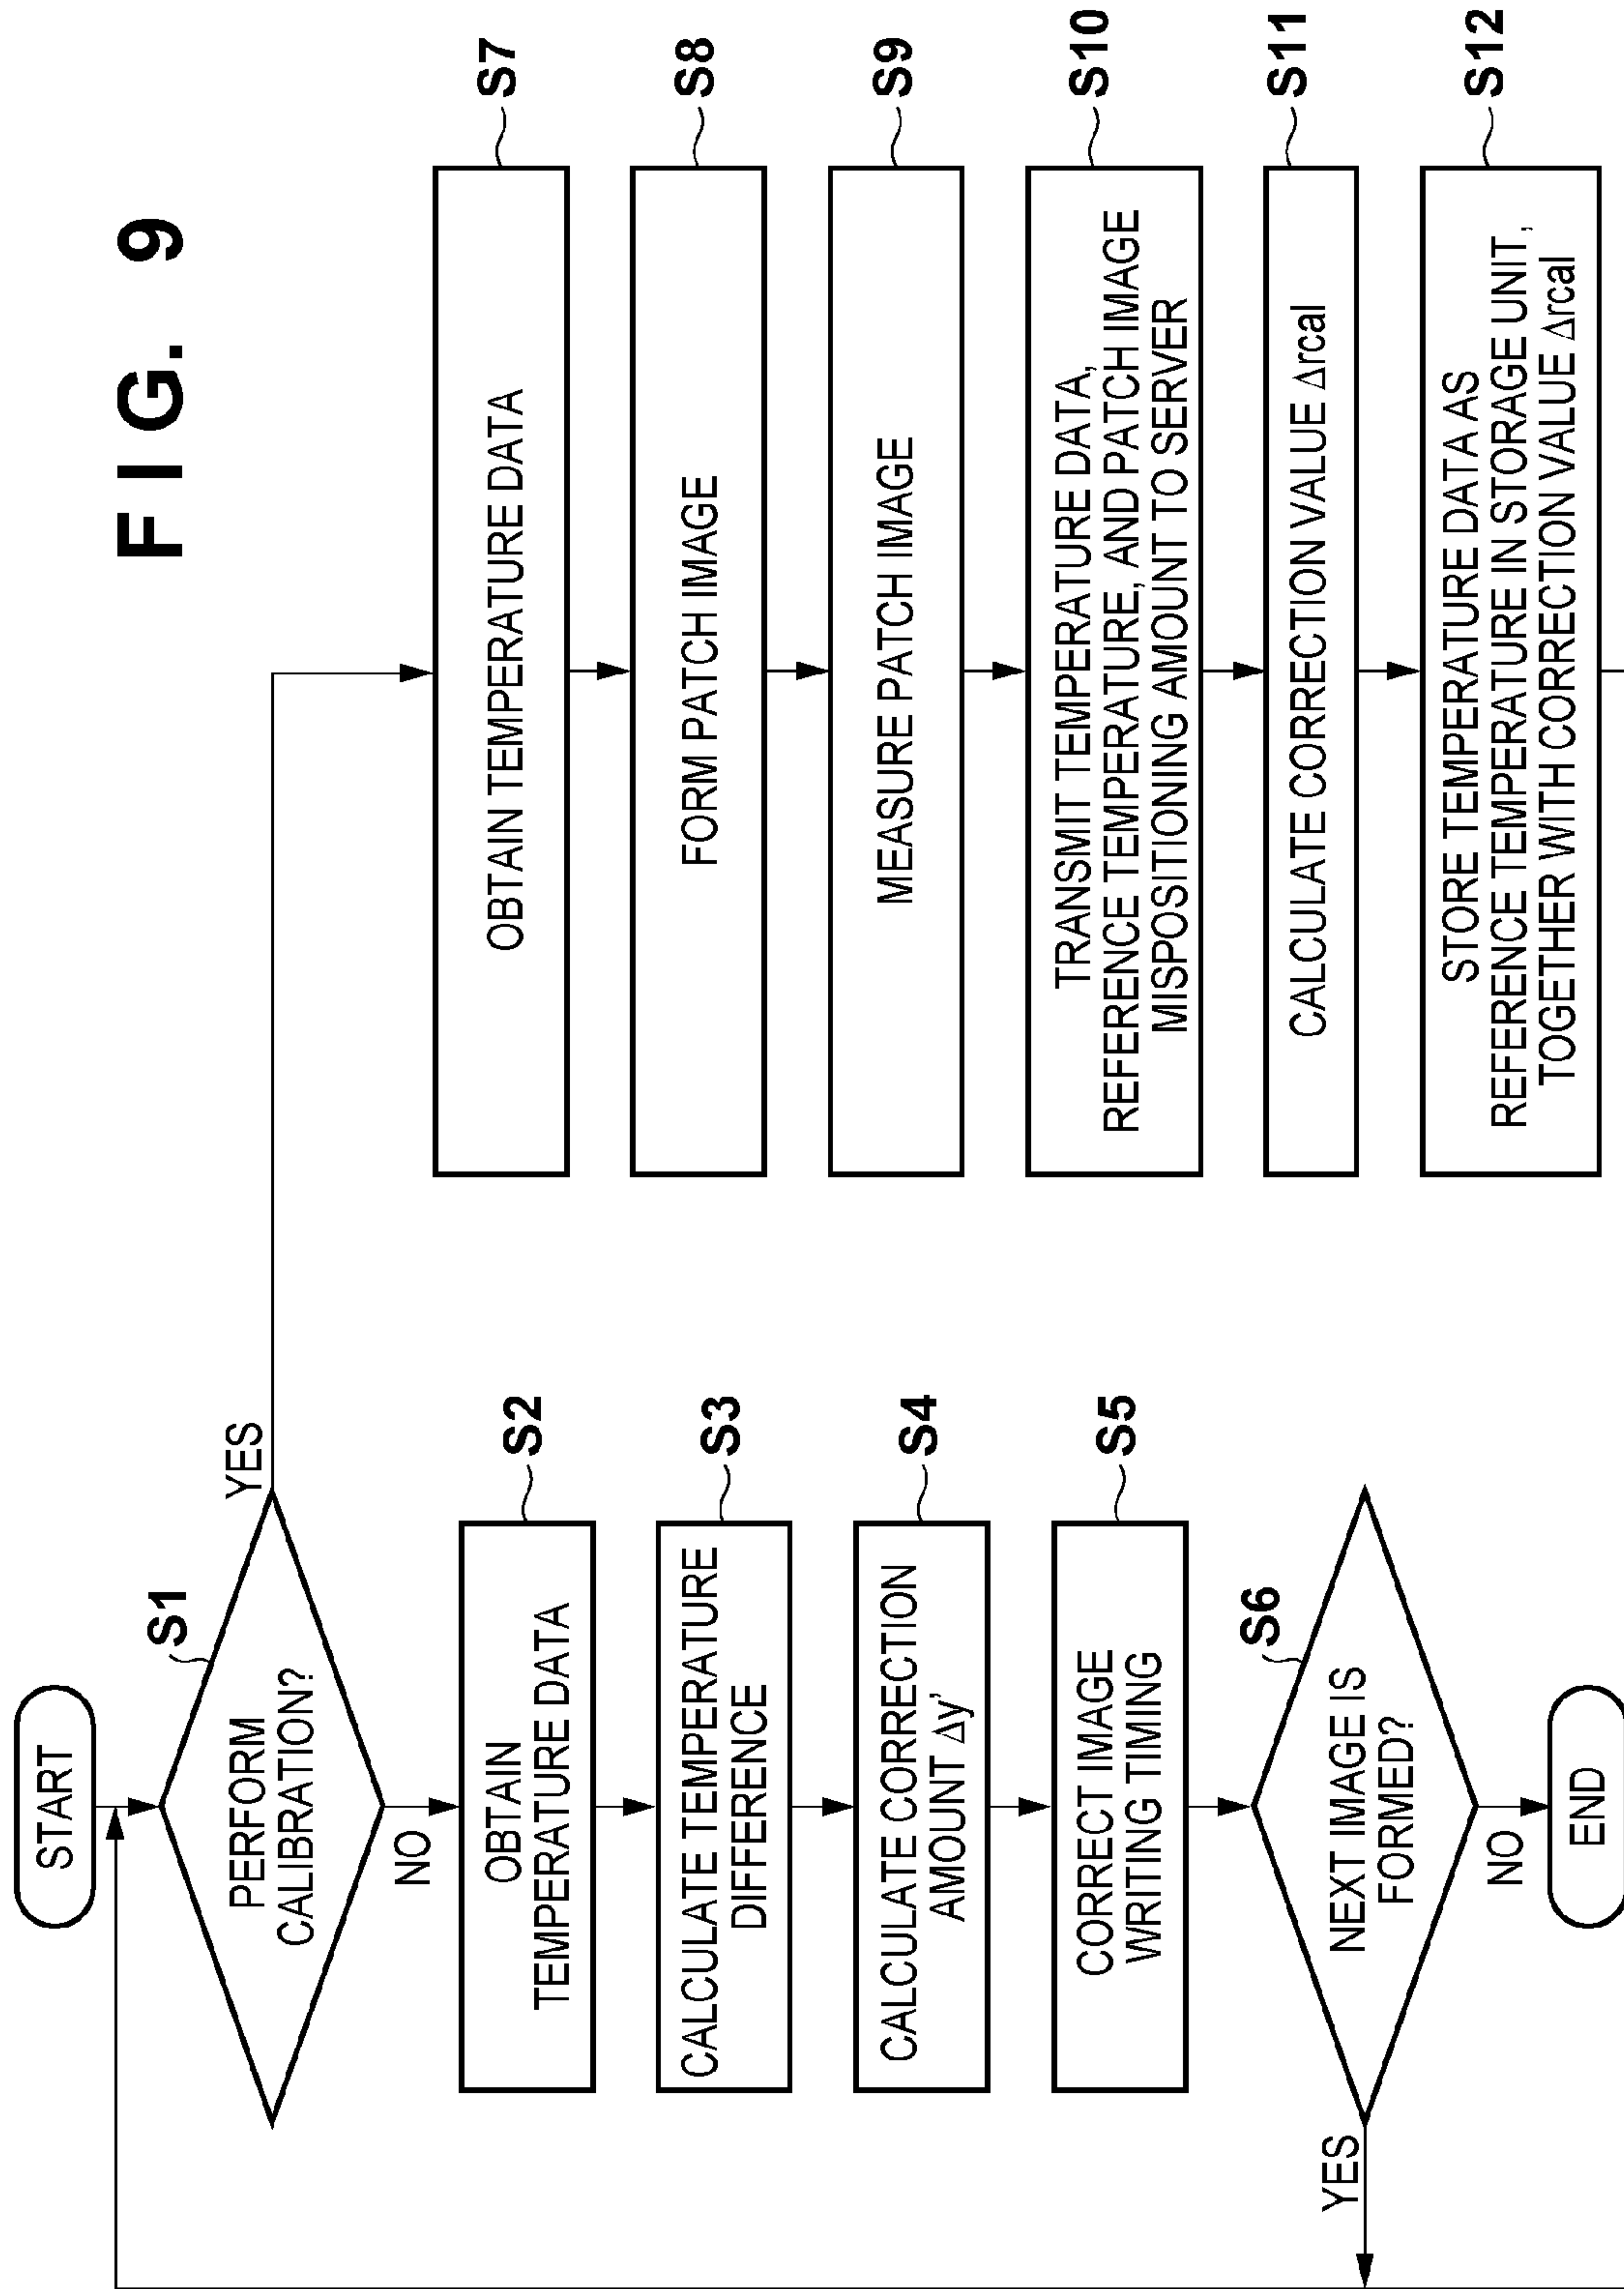 FIG. 9
START
S1
PERFORM
CALIBRATION?
YES
NO
S2
OBTAIN
TEMPERATURE DATA
S3
CALCULATE TEMPERATURE
DIFFERENCE
S4
CALCULATE CORRECTION
AMOUNT Δy'
S5
CORRECT IMAGE
WRITING TIMING
S6
NEXT IMAGE IS
FORMED?
YES
NO
END
S7
OBTAIN TEMPERATURE DATA
S8
FORM PATCH IMAGE
S9
MEASURE PATCH IMAGE
S10
TRANSMIT TEMPERATURE DATA,
REFERENCE TEMPERATURE, AND PATCH IMAGE
MISPOSITIONING AMOUNT TO SERVER
S11
CALCULATE CORRECTION VALUE Δrcal
S12
STORE TEMPERATURE DATA AS
REFERENCE TEMPERATURE IN STORAGE UNIT,
TOGETHER WITH CORRECTION VALUE Δrcal